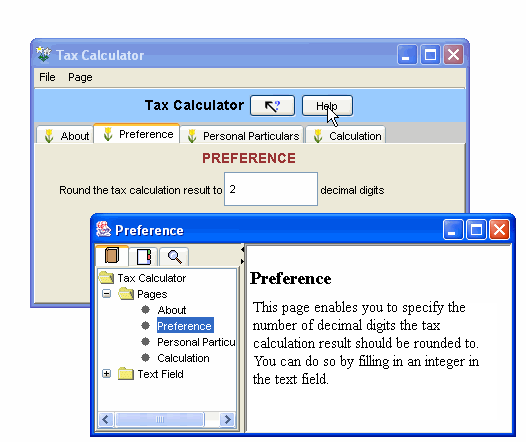 Tax Calculator
File Page
Tax Calculator ? Help
About Preference Personal Particulars Calculation
PREFERENCE
Round the tax calculation result to 2 decimal digits
Preference
Tax Calculator
Pages
About
Preference
Personal Particu
Calculation
Text Field
Preference
This page enables you to specify the
number of decimal digits the tax
calculation result should be rounded to.
You can do so by filling in an integer in
the text field.